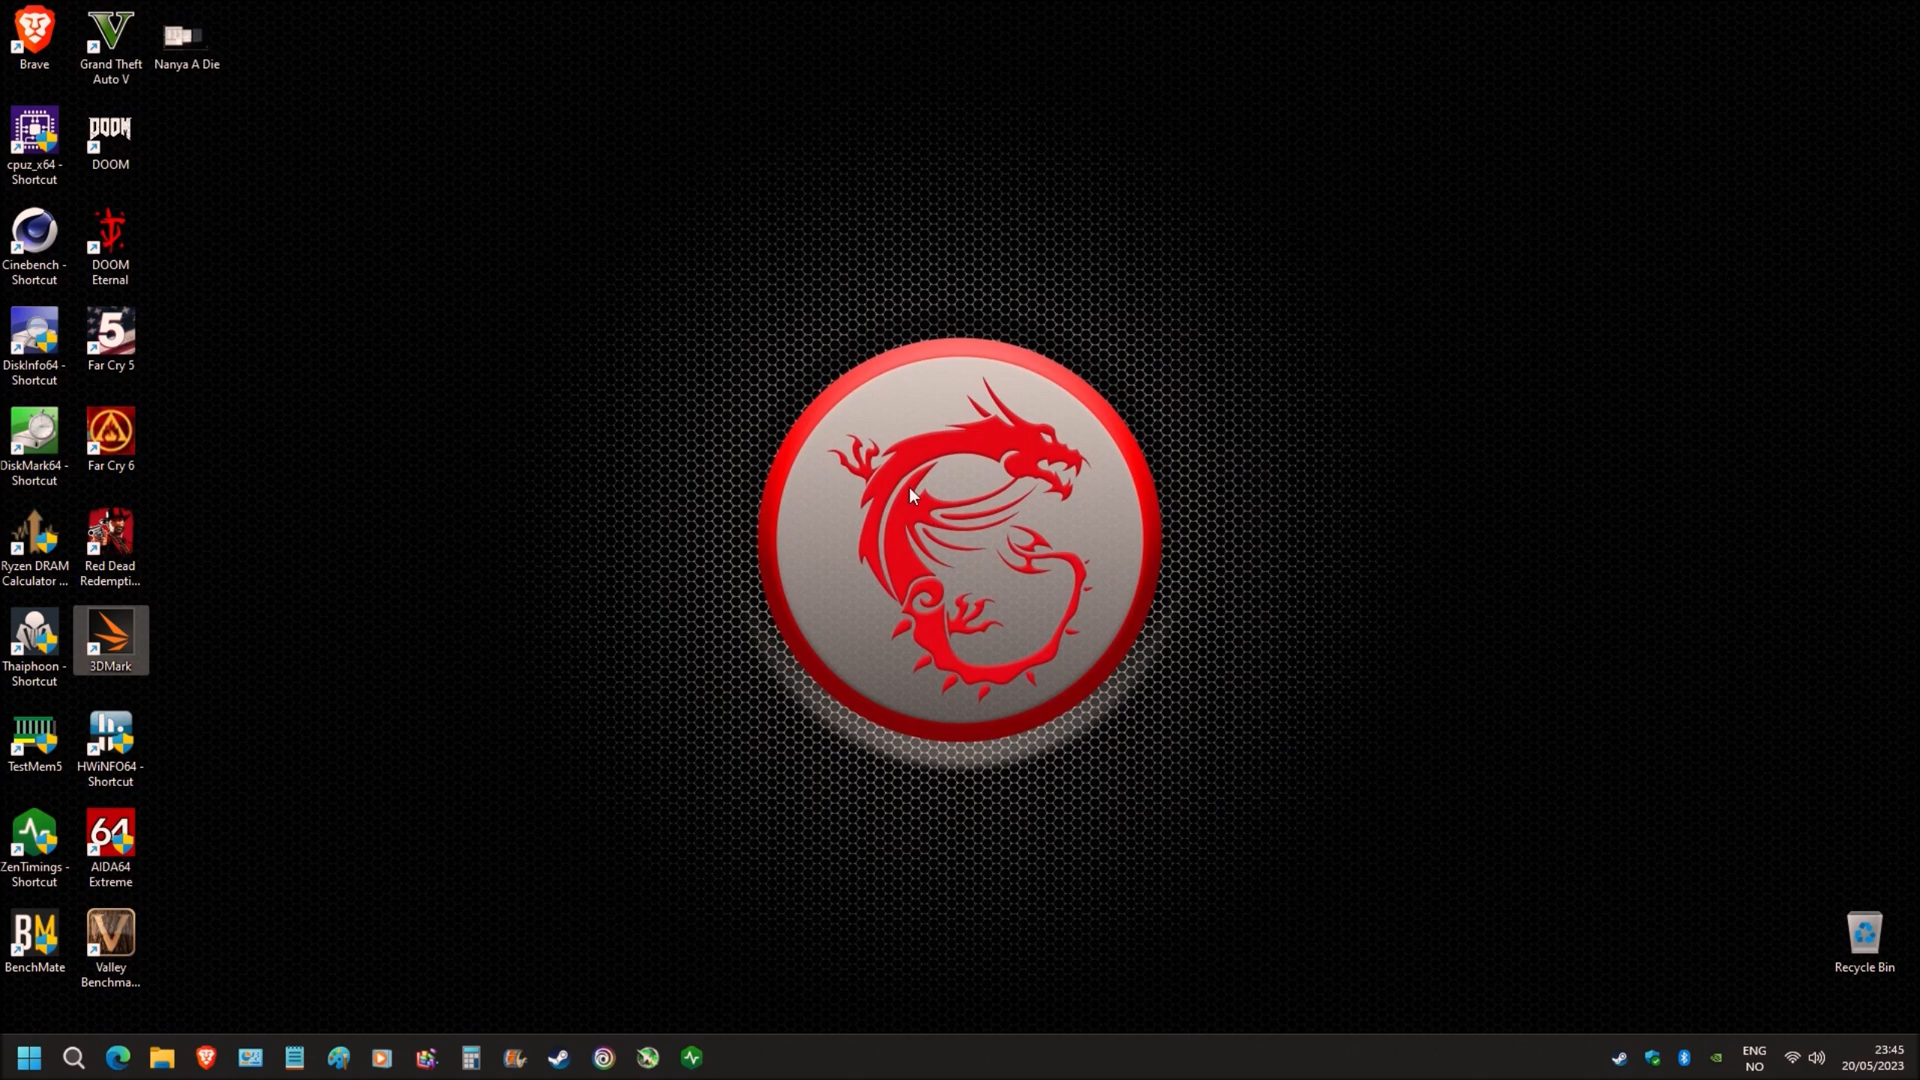 Brave
Grand Theft
Auto V
Nanya A Die
cpuz_x64 -
Shortcut
DOOM
DOOM
Cinebench -
Shortcut
DOOM
Eternal
DiskInfo64 -
Shortcut
5
Far Cry 5
DiskMark64 -
Shortcut
Far Cry 6
Ryzen DRAM
Calculator ...
Red Dead
Redempti...
Thaiphoon -
Shortcut
3DMark
TestMem5
HWiNFO64 -
Shortcut
ZenTimings -
Shortcut
64
AIDA64
Extreme
BM
BenchMate
V
Valley
Benchma...
Recycle Bin
ENG
NO
23:45
20/05/2023